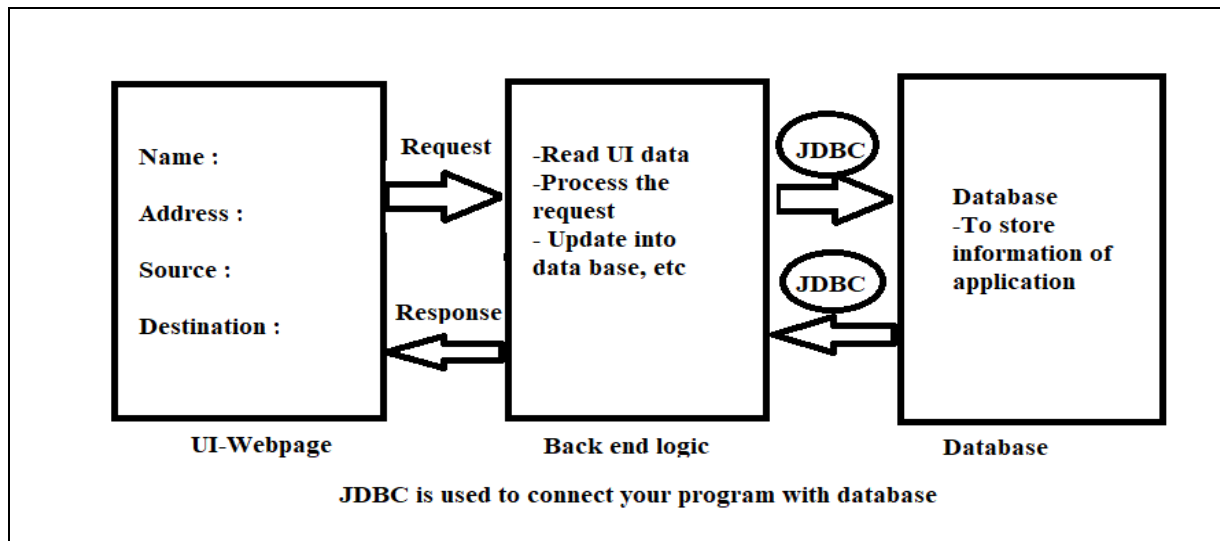 Name :
Address :
Source :
Destination :
UI-Webpage
Request
Response
-Read UI data
-Process the
request
- Update into
data base, etc
Back end logic
JDBC
JDBC
Database
-To store
information of
application
Database
JDBC is used to connect your program with database